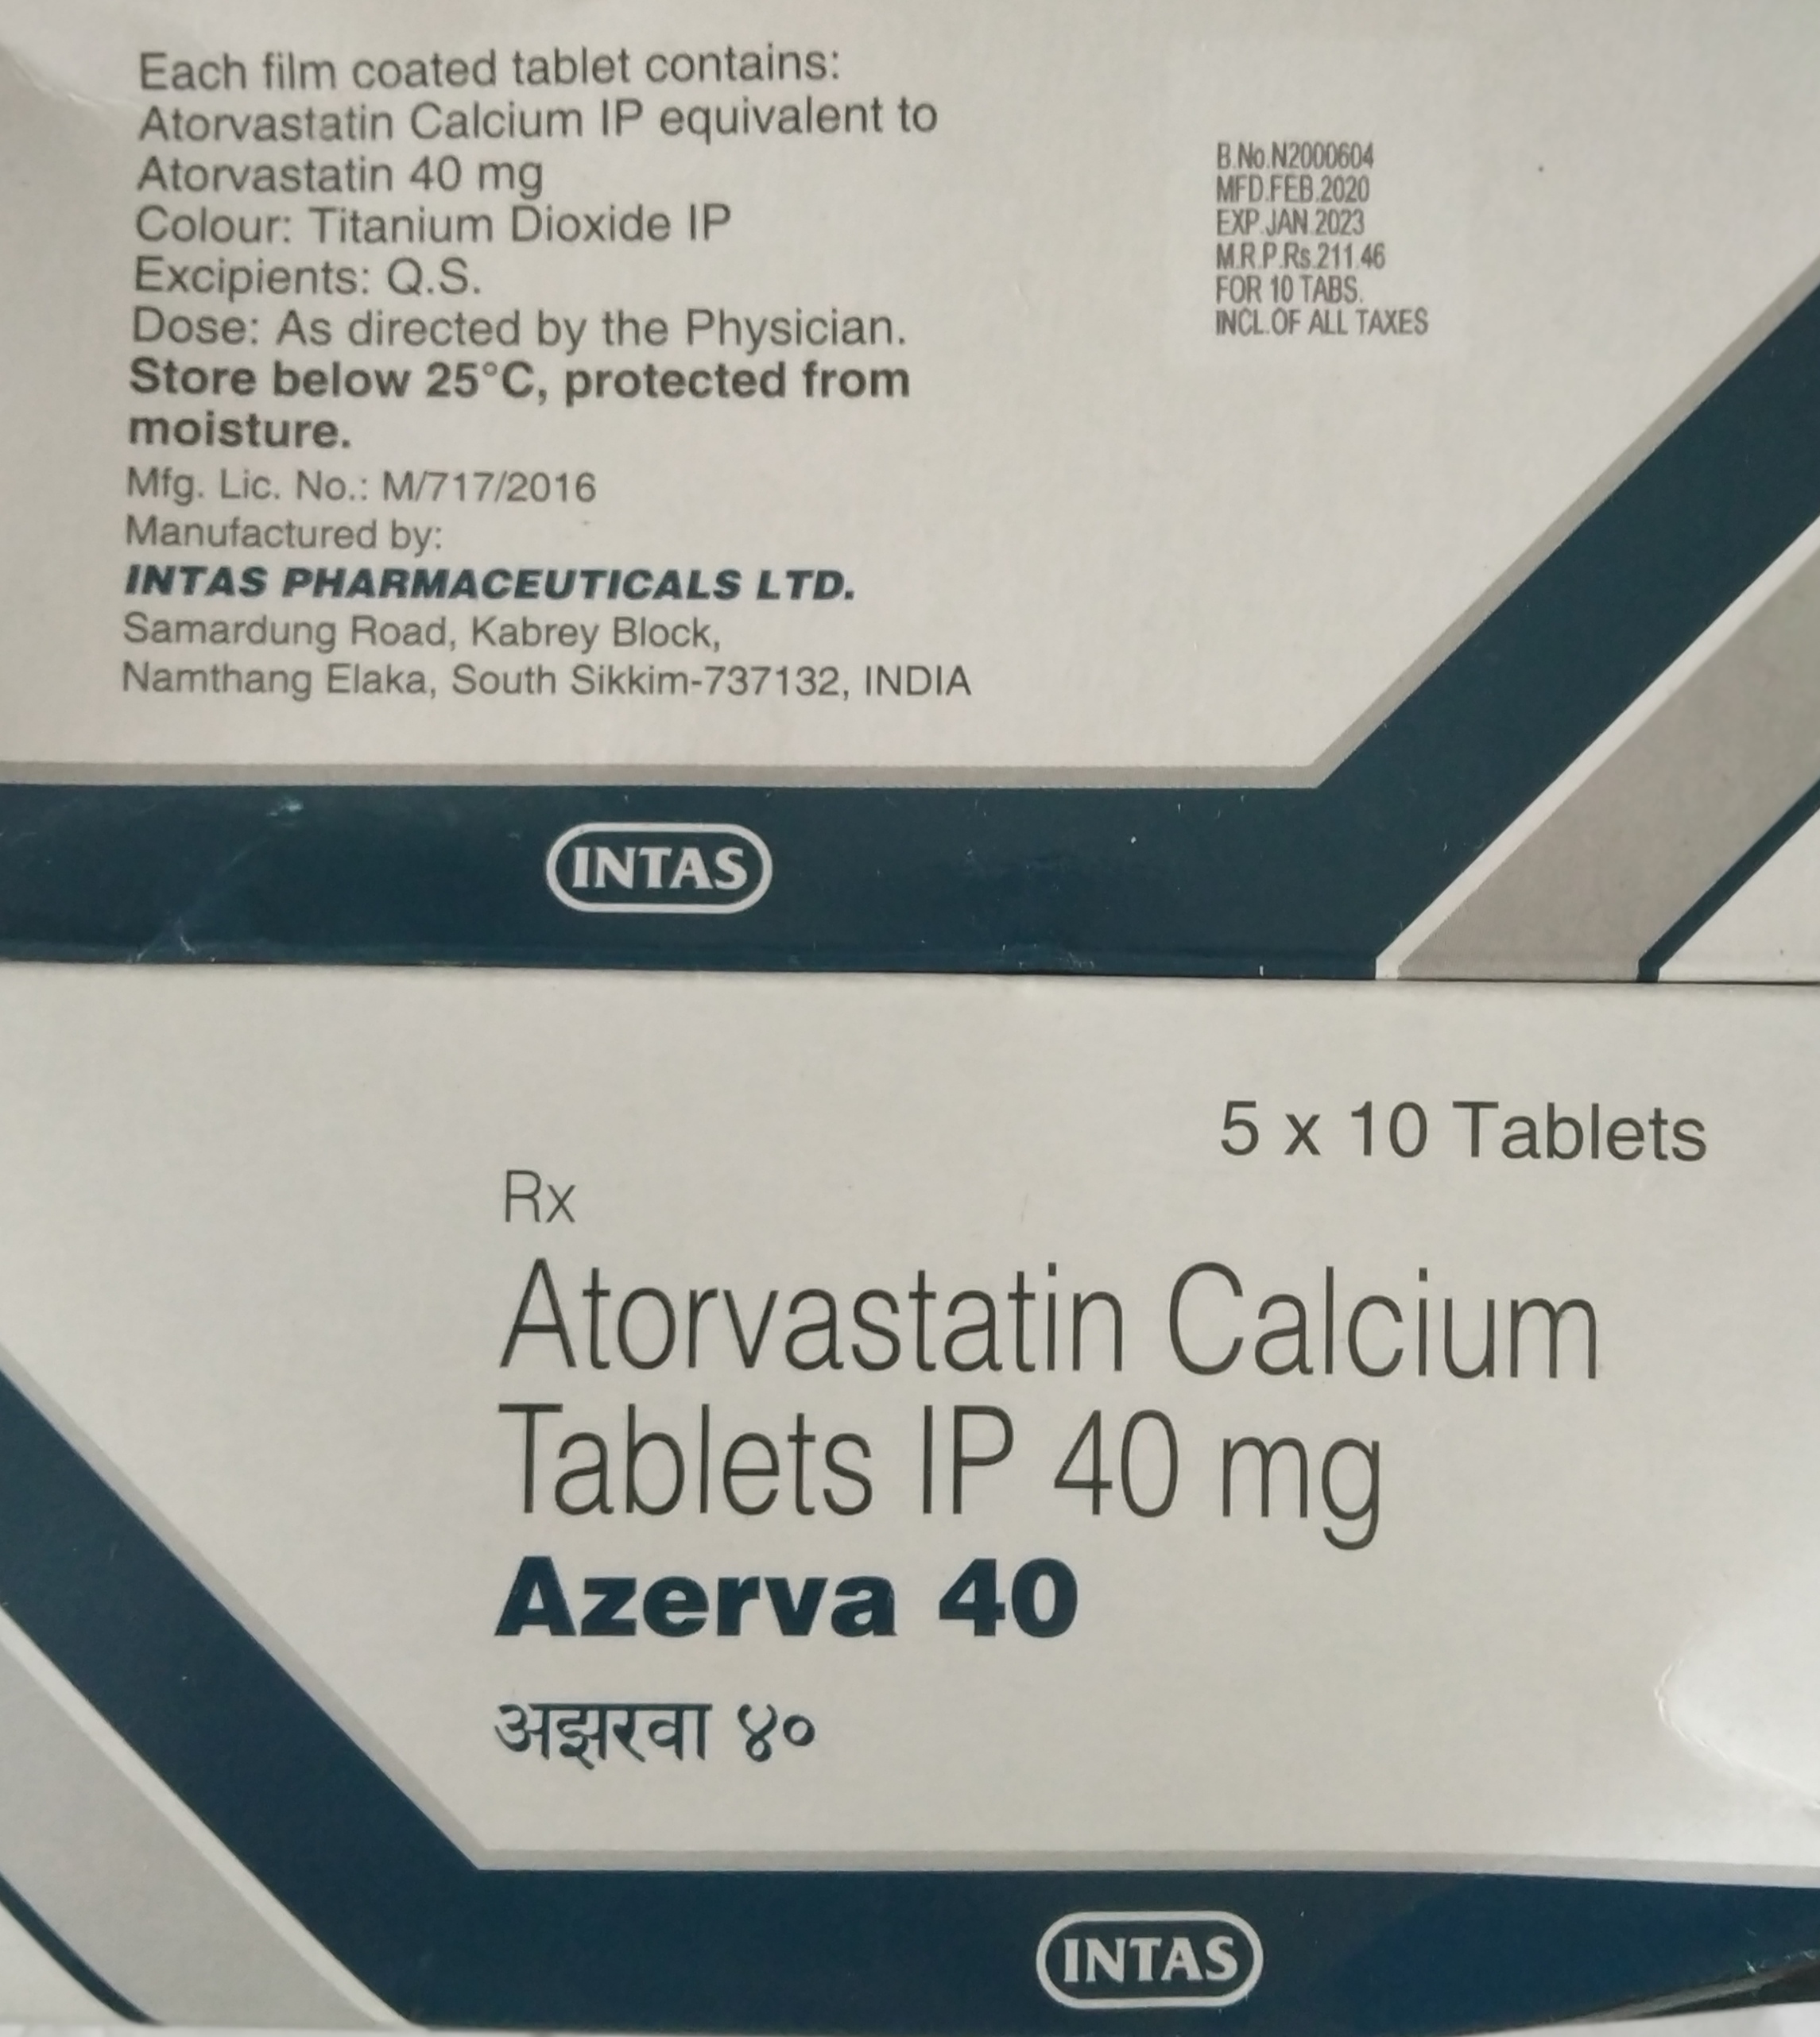 Each film coated tablet contains:
Atorvastatin Calcium IP equivalent to
Atorvastatin 40 mg
Colour: Titanium Dioxide IP
Excipients: Q.S.
Dose: As directed by the Physician.
Store below 25°C, protected from
moisture.
Mfg. Lic. No.: M/717/2016
Manufactured by:
INTAS PHARMACEUTICALS LTD.
Samardung Road, Kabrey Block,
Namthang Elaka, South Sikkim-737132, INDIA
B.No.N2000604
MFD.FEB.2020
EXP.JAN.2023
M.R.P.Rs.211.46
FOR 10 TABS.
INCL.OF ALL TAXES
INTAS
5 x 10 Tablets
Rx
Atorvastatin Calcium
Tablets IP 40 mg
Azerva 40
अझरवा ४०
INTAS